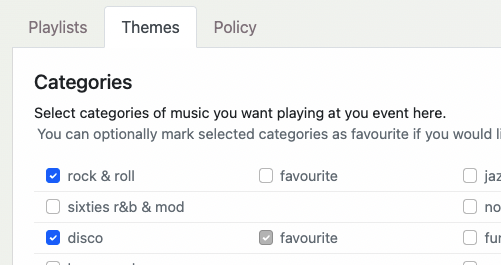 Playlists Themes Policy
Categories
Select categories of music you want playing at you event here.
You can optionally mark selected categories as favourite if you would
rock & roll favourite
sixties r&b & mod
disco favourite